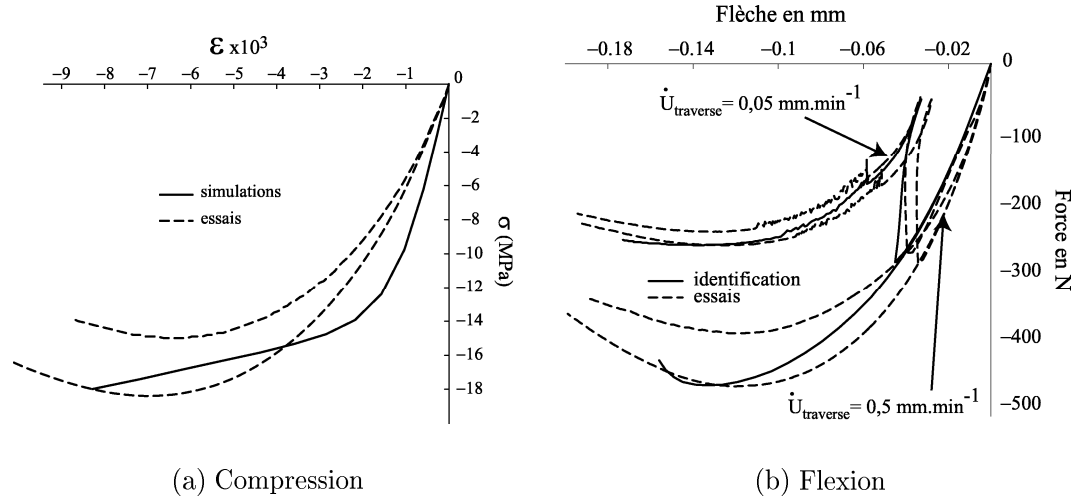 ε x10³
−9 −8 −7 −6 −5 −4 −3 −2 −1 0
−2
−4
−6
−8
−10
−12
−14
−16
−18
σ (MPa)
simulations
essais
(a) Compression
Flèche en mm
−0.18 −0.14 −0.1 −0.06 −0.02
0
−100
−200
−300
−400
−500
Force en N
U̇traverse= 0,05 mm.min⁻¹
identification
essais
U̇traverse= 0,5 mm.min⁻¹
(b) Flexion